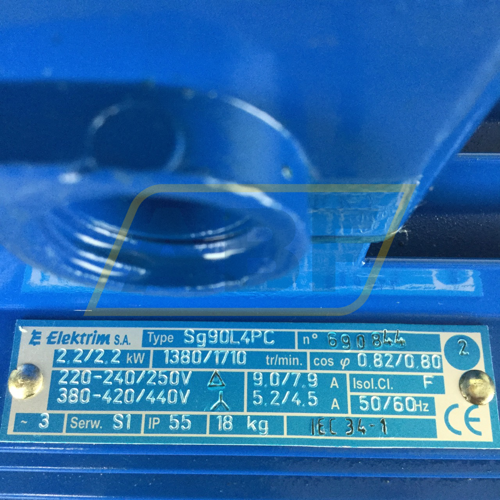 Elektrim S.A. Type Sg90L4PC n° 690844 2
2.2/2,2 kW 1380/1710 tr/min. cos φ 0.82/0.80
220-240/250V △ 9.0/7.9 A Isol.Cl. F
380-420/440V 5.2/4.5 A 50/60Hz
~ 3 Serw. S1 IP 55 18 kg IEC 34-1 CE